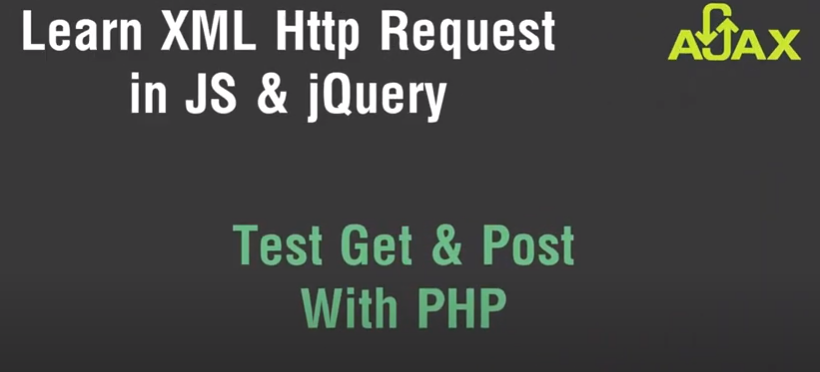 Learn XML Http Request
in JS & jQuery
AJAX
Test Get & Post
With PHP